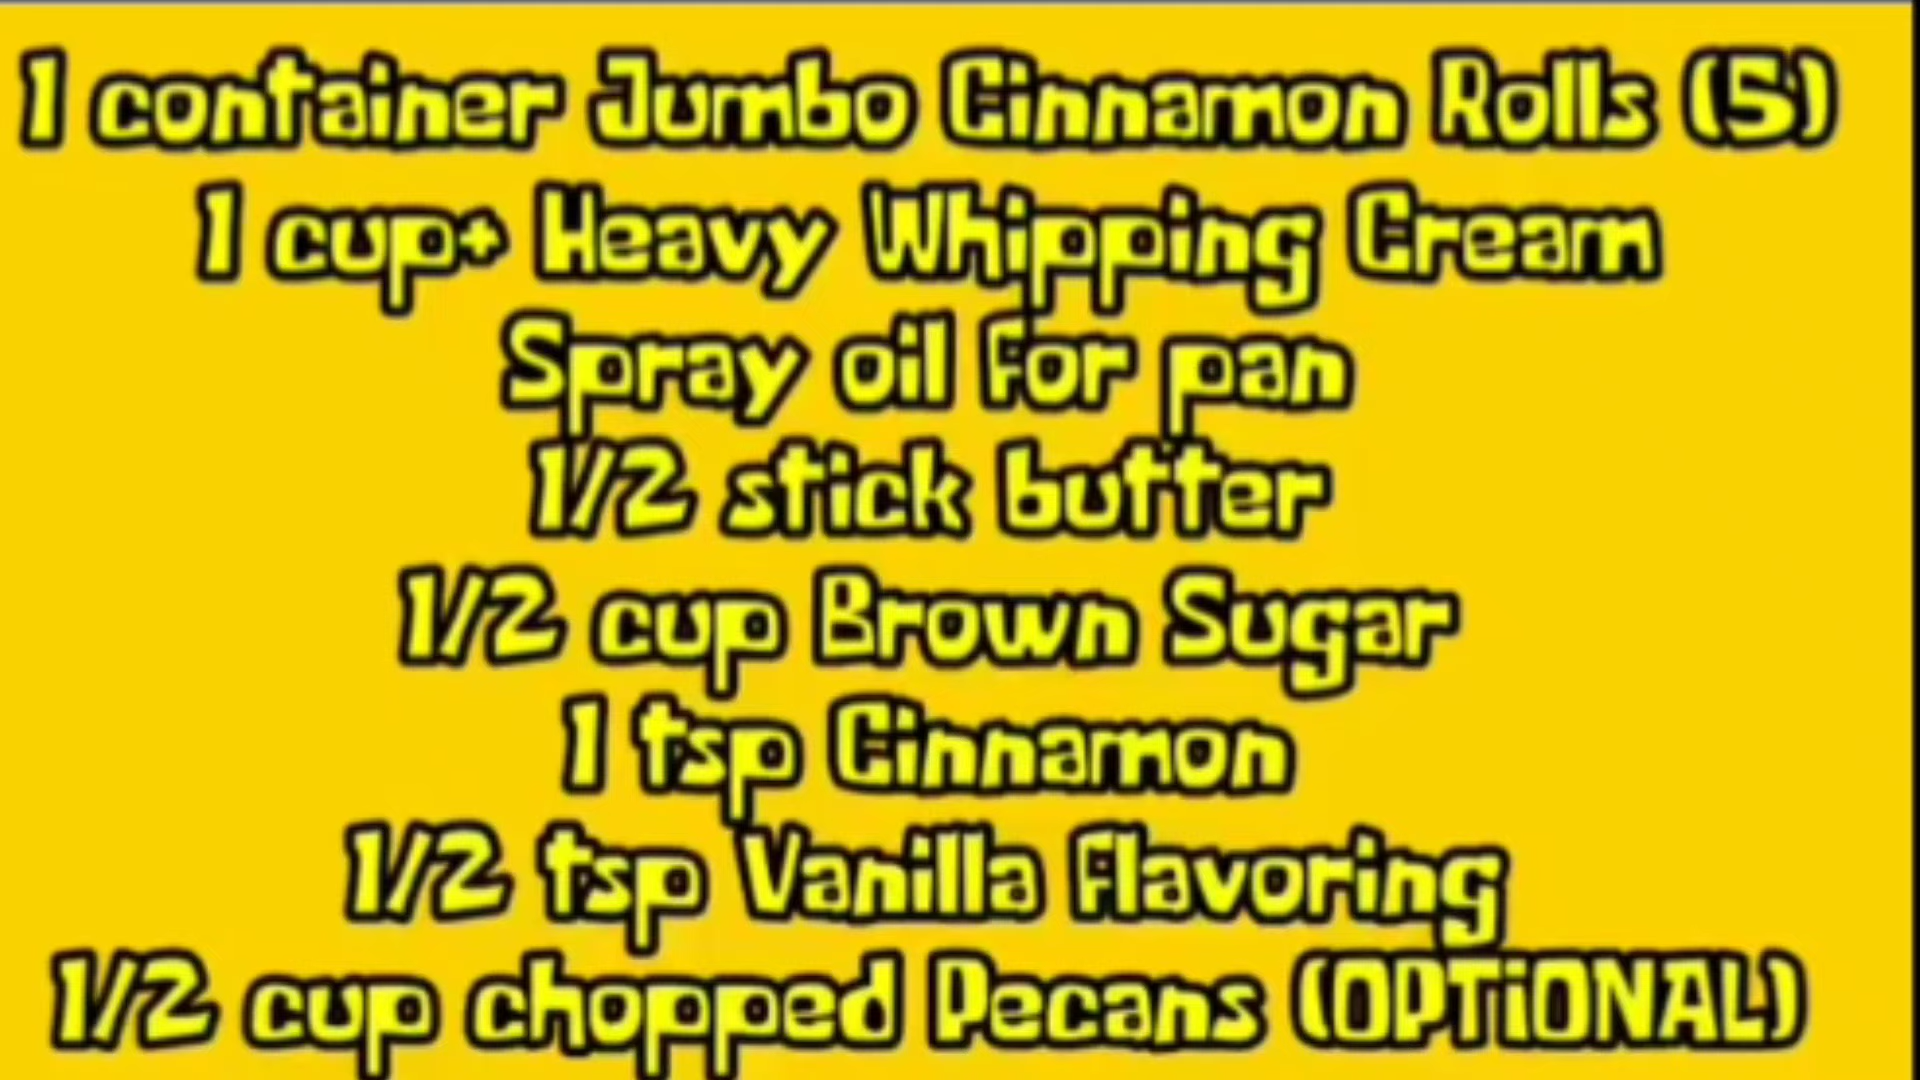 1 container Jumbo Cinnamon Rolls (5)
1 cup+ Heavy Whipping Cream
Spray oil for pan
1/2 stick butter
1/2 cup Brown Sugar
1 tsp Cinnamon
1/2 tsp Vanilla Flavoring
1/2 cup chopped Pecans (OPTiONAL)